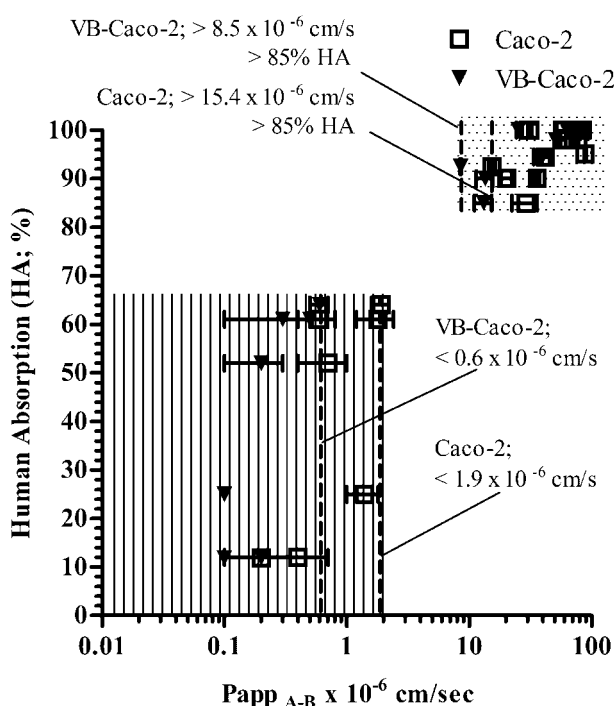 VB-Caco-2; > 8.5 x 10⁻⁶ cm/s
> 85% HA
Caco-2; > 15.4 x 10⁻⁶ cm/s
> 85% HA
Caco-2
VB-Caco-2
100
90
80
70
60
50
40
30
20
10
0
Human Absorption (HA; %)
VB-Caco-2;
< 0.6 x 10⁻⁶ cm/s
Caco-2;
< 1.9 x 10⁻⁶ cm/s
0.01 0.1 1 10 100
Papp A-B x 10⁻⁶ cm/sec